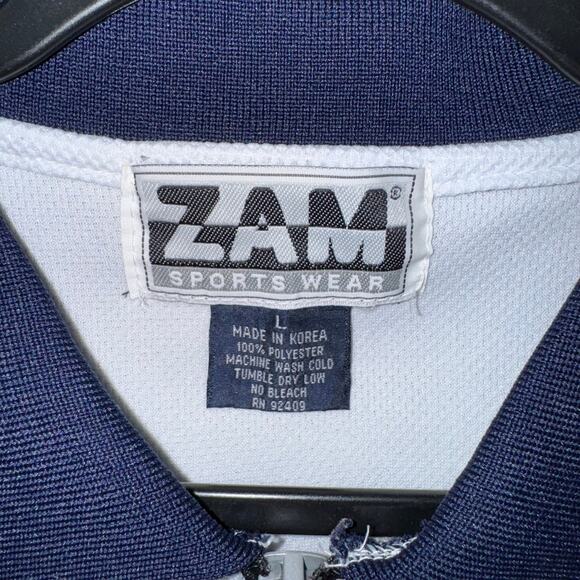 ZAM®
SPORTS WEAR
L
MADE IN KOREA
100% POLYESTER
MACHINE WASH COLD
TUMBLE DRY LOW
NO BLEACH
RN 92409